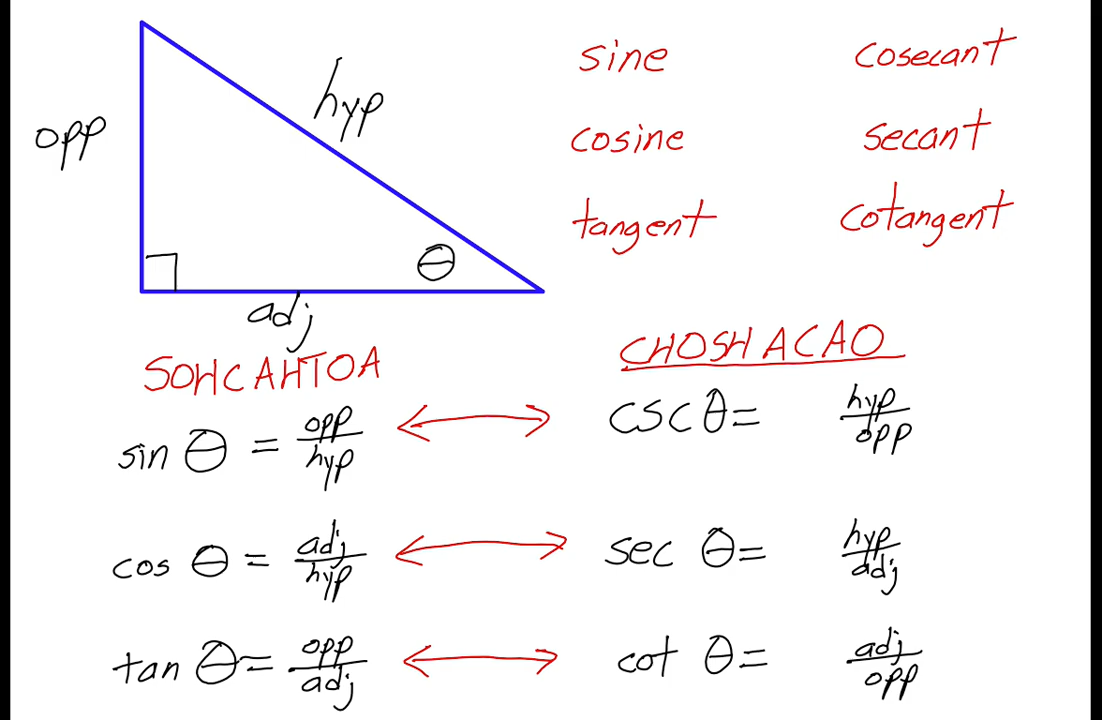 opp
hyp
θ
adj
sine cosecant
cosine secant
tangent cotangent
SOHCAHTOA
CHOSHACAO
sin θ = opp/hyp
csc θ = hyp/opp
cos θ = adj/hyp
sec θ = hyp/adj
tan θ = opp/adj
cot θ = adj/opp